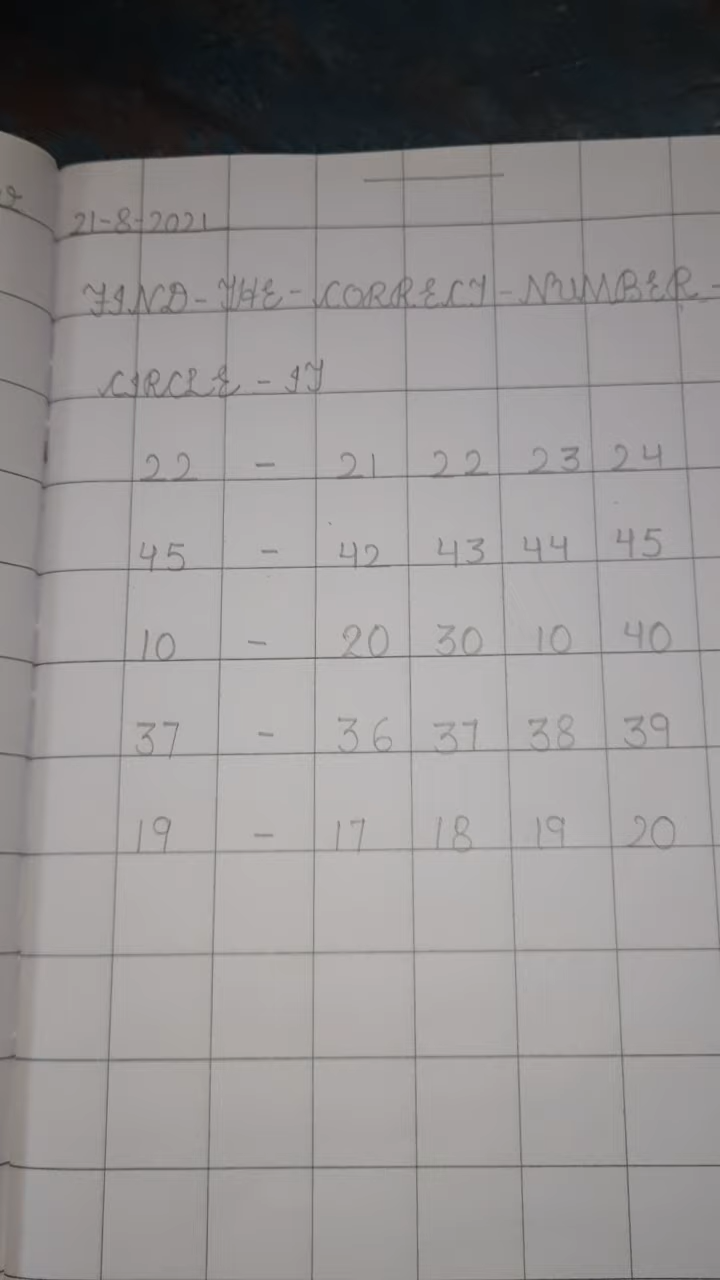 21-8-2021
FIND-THE-CORRECT-NUMBER-
CIRCLE-IT
22 - 21 22 23 24
45 - 42 43 44 45
10 - 20 30 10 40
37 - 36 37 38 39
19 - 17 18 19 20